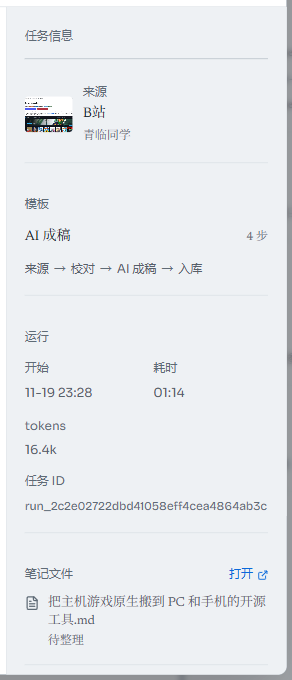 任务信息
来源
B站
青临同学
模板
AI 成稿
4 步
来源 → 校对 → AI 成稿 → 入库
运行
开始
耗时
11-19 23:28
01:14
tokens
16.4k
任务 ID
run_2c2e02722dbd41058eff4cea4864ab3c
笔记文件
打开
把主机游戏原生搬到 PC 和手机的开源
工具.md
待整理